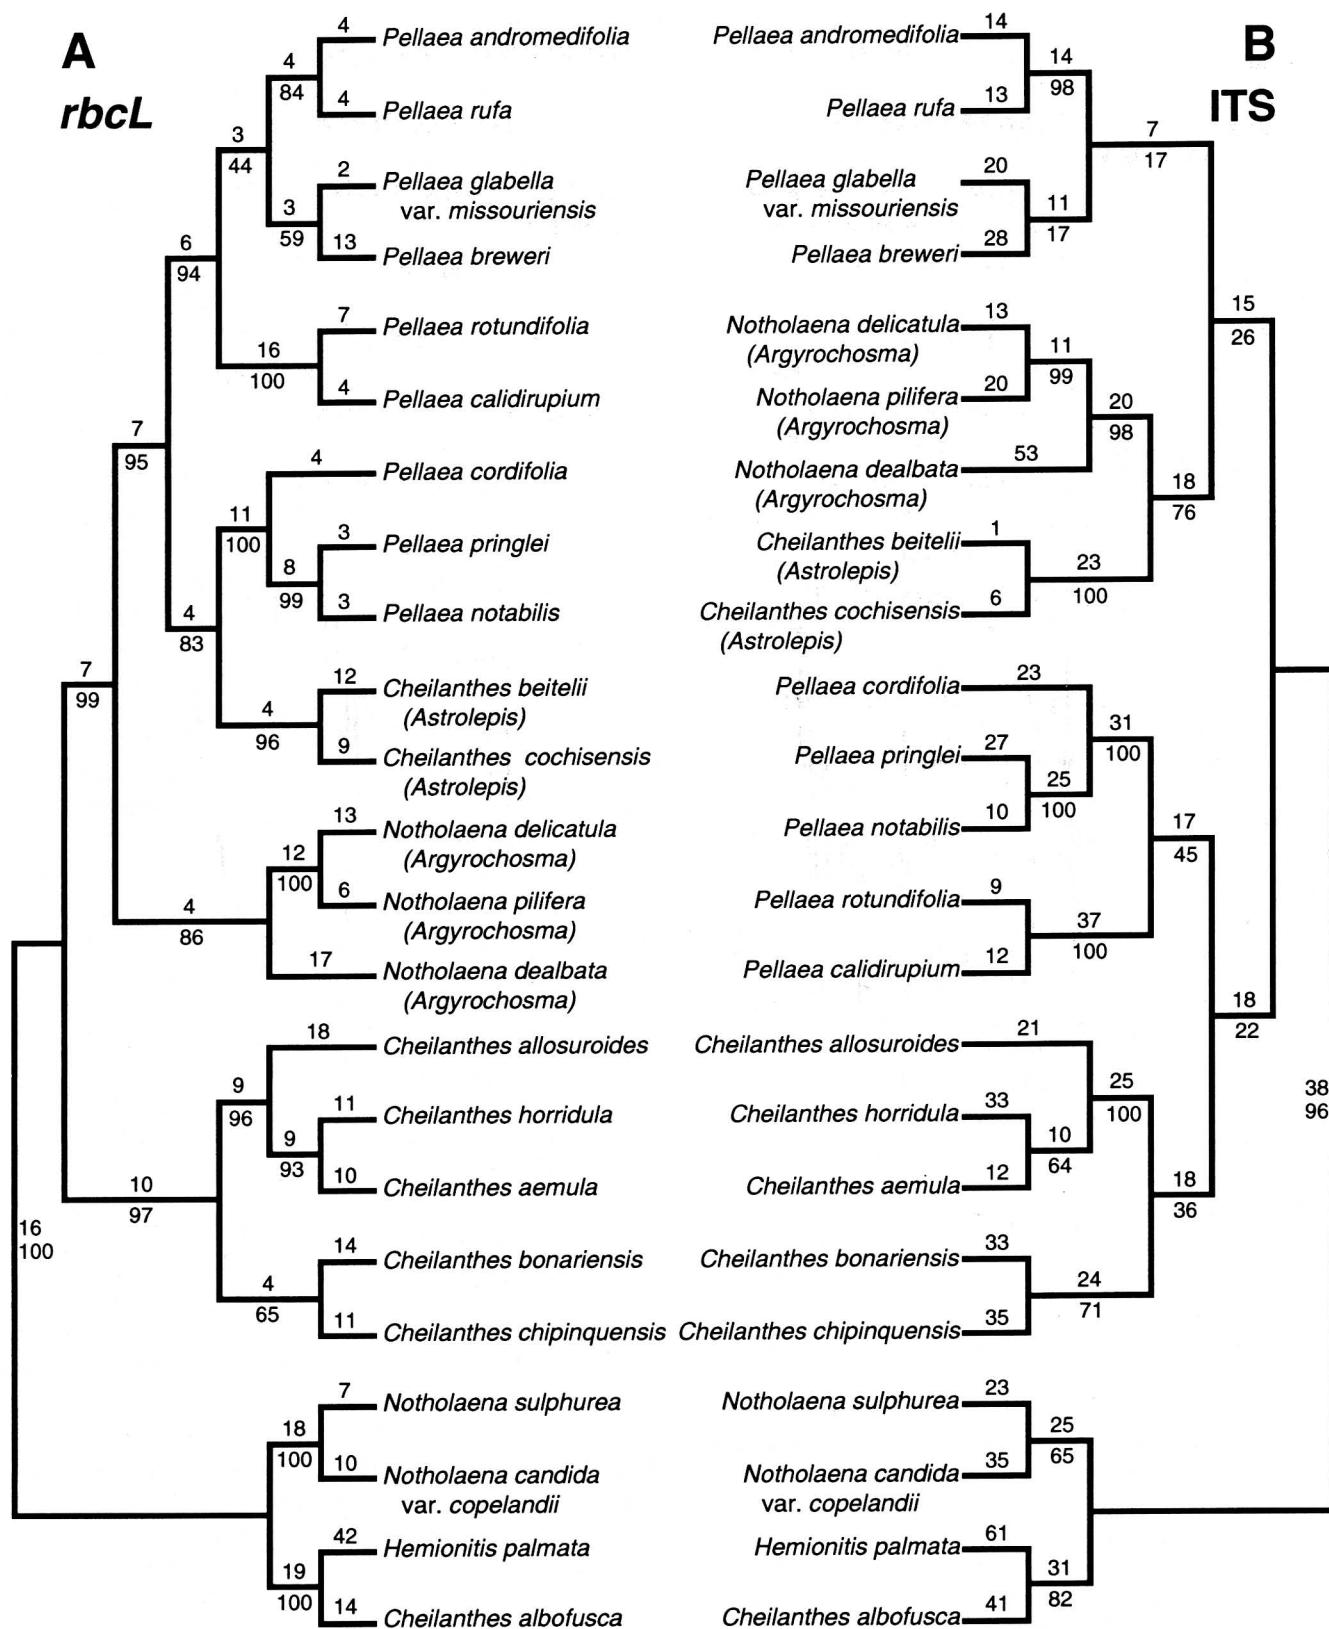 A
rbcL
4
Pellaea andromedifolia
4
84
4
Pellaea rufa
3
44
2
Pellaea glabella
var. missouriensis
3
59
13
Pellaea breweri
6
94
7
Pellaea rotundifolia
16
100
4
Pellaea calidirupium
7
95
4
Pellaea cordifolia
11
100
3
Pellaea pringlei
8
99
3
Pellaea notabilis
4
83
12
Cheilanthes beitelii
(Astrolepis)
4
96
9
Cheilanthes cochisensis
(Astrolepis)
7
99
13
Notholaena delicatula
(Argyrochosma)
12
100
6
Notholaena pilifera
(Argyrochosma)
4
86
17
Notholaena dealbata
(Argyrochosma)
18
Cheilanthes allosuroides
9
96
11
Cheilanthes horridula
9
93
10
Cheilanthes aemula
10
97
16
100
14
Cheilanthes bonariensis
4
65
11
Cheilanthes chipinquensis
7
Notholaena sulphurea
18
100
10
Notholaena candida
var. copelandii
42
Hemionitis palmata
19
100
14
Cheilanthes albofusca
B
ITS
Pellaea andromedifolia
14
14
98
Pellaea rufa
13
7
17
Pellaea glabella
var. missouriensis
20
11
17
Pellaea breweri
28
15
26
Notholaena delicatula
(Argyrochosma)
13
11
99
Notholaena pilifera
(Argyrochosma)
20
20
98
Notholaena dealbata
(Argyrochosma)
53
18
76
Cheilanthes beitelii
(Astrolepis)
1
23
100
Cheilanthes cochisensis
(Astrolepis)
6
Pellaea cordifolia
23
31
100
Pellaea pringlei
27
25
100
Pellaea notabilis
10
17
45
Pellaea rotundifolia
9
37
100
Pellaea calidirupium
12
18
22
Cheilanthes allosuroides
21
25
100
Cheilanthes horridula
33
10
64
Cheilanthes aemula
12
18
36
38
96
Cheilanthes bonariensis
33
24
71
Cheilanthes chipinquensis
35
Notholaena sulphurea
23
25
65
Notholaena candida
var. copelandii
35
Hemionitis palmata
61
31
82
Cheilanthes albofusca
41